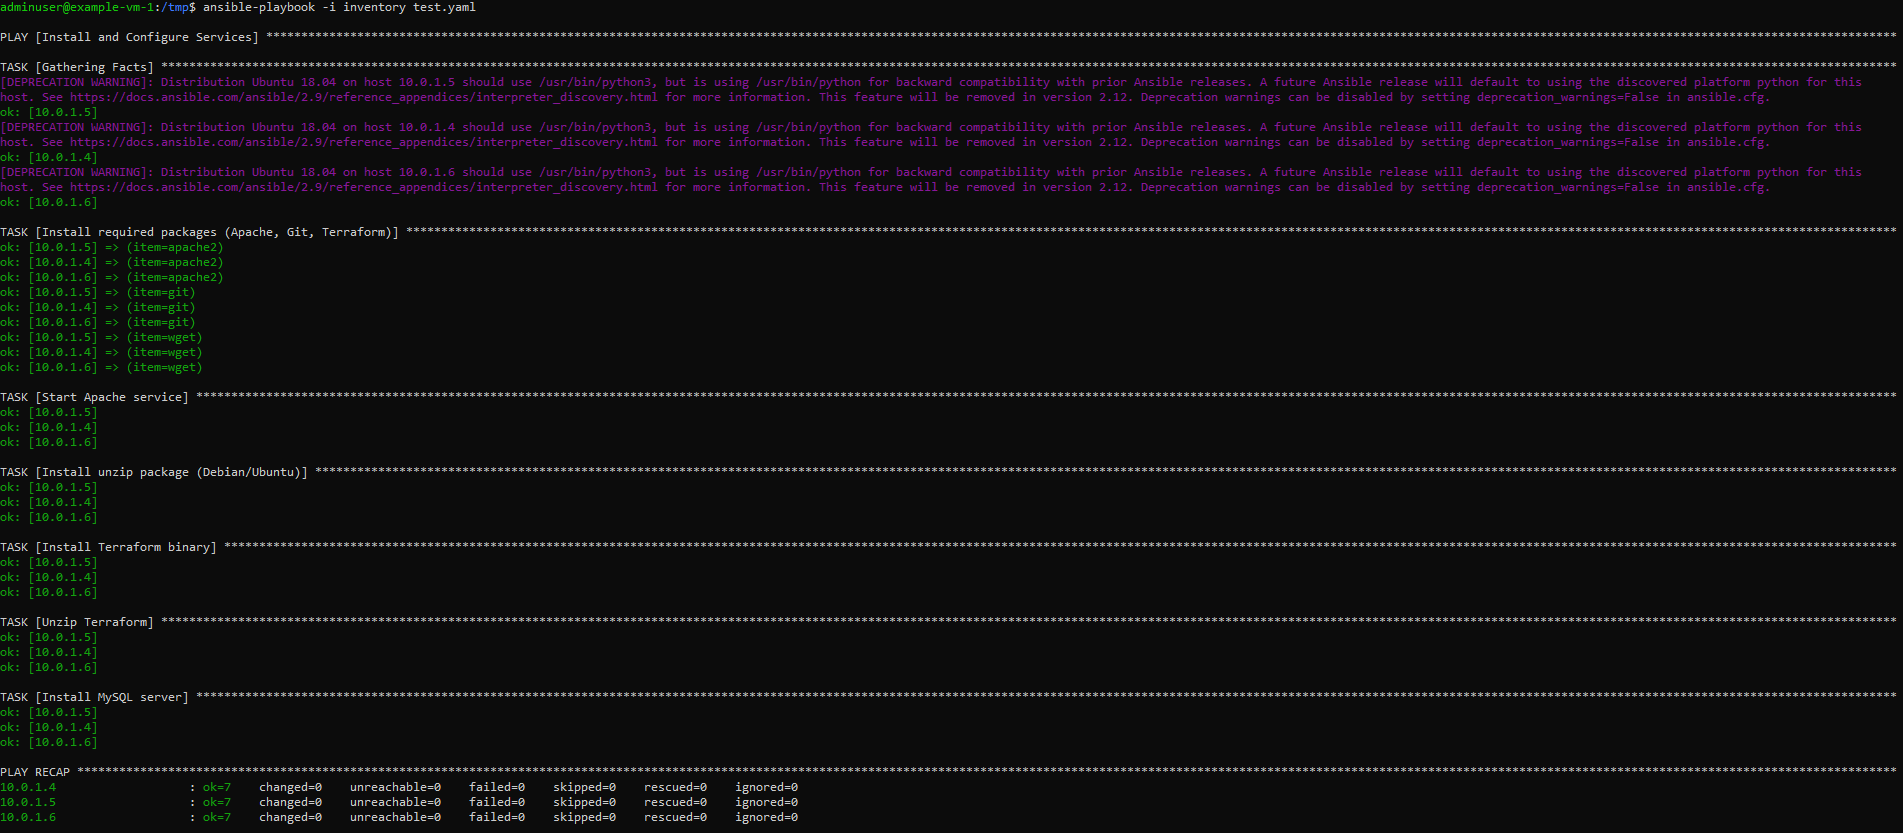 adminuser@example-vm-1:/tmp$ ansible-playbook -i inventory test.yaml
PLAY [Install and Configure Services] ****************************************************************************************************************************************************************************************************************************************
TASK [Gathering Facts] *******************************************************************************************************************************************************************************************************************************************************
[DEPRECATION WARNING]: Distribution Ubuntu 18.04 on host 10.0.1.5 should use /usr/bin/python3, but is using /usr/bin/python for backward compatibility with prior Ansible releases. A future Ansible release will default to using the discovered platform python for this
host. See https://docs.ansible.com/ansible/2.9/reference_appendices/interpreter_discovery.html for more information. This feature will be removed in version 2.12. Deprecation warnings can be disabled by setting deprecation_warnings=False in ansible.cfg.
ok: [10.0.1.5]
[DEPRECATION WARNING]: Distribution Ubuntu 18.04 on host 10.0.1.4 should use /usr/bin/python3, but is using /usr/bin/python for backward compatibility with prior Ansible releases. A future Ansible release will default to using the discovered platform python for this
host. See https://docs.ansible.com/ansible/2.9/reference_appendices/interpreter_discovery.html for more information. This feature will be removed in version 2.12. Deprecation warnings can be disabled by setting deprecation_warnings=False in ansible.cfg.
ok: [10.0.1.4]
[DEPRECATION WARNING]: Distribution Ubuntu 18.04 on host 10.0.1.6 should use /usr/bin/python3, but is using /usr/bin/python for backward compatibility with prior Ansible releases. A future Ansible release will default to using the discovered platform python for this
host. See https://docs.ansible.com/ansible/2.9/reference_appendices/interpreter_discovery.html for more information. This feature will be removed in version 2.12. Deprecation warnings can be disabled by setting deprecation_warnings=False in ansible.cfg.
ok: [10.0.1.6]
TASK [Install required packages (Apache, Git, Terraform)] ********************************************************************************************************************************************************************************************************************
ok: [10.0.1.5] => (item=apache2)
ok: [10.0.1.4] => (item=apache2)
ok: [10.0.1.6] => (item=apache2)
ok: [10.0.1.5] => (item=git)
ok: [10.0.1.4] => (item=git)
ok: [10.0.1.6] => (item=git)
ok: [10.0.1.5] => (item=wget)
ok: [10.0.1.4] => (item=wget)
ok: [10.0.1.6] => (item=wget)
TASK [Start Apache service] **************************************************************************************************************************************************************************************************************************************************
ok: [10.0.1.5]
ok: [10.0.1.4]
ok: [10.0.1.6]
TASK [Install unzip package (Debian/Ubuntu)] *********************************************************************************************************************************************************************************************************************************
ok: [10.0.1.5]
ok: [10.0.1.4]
ok: [10.0.1.6]
TASK [Install Terraform binary] **********************************************************************************************************************************************************************************************************************************************
ok: [10.0.1.5]
ok: [10.0.1.4]
ok: [10.0.1.6]
TASK [Unzip Terraform] *******************************************************************************************************************************************************************************************************************************************************
ok: [10.0.1.5]
ok: [10.0.1.4]
ok: [10.0.1.6]
TASK [Install MySQL server] **************************************************************************************************************************************************************************************************************************************************
ok: [10.0.1.5]
ok: [10.0.1.4]
ok: [10.0.1.6]
PLAY RECAP *******************************************************************************************************************************************************************************************************************************************************************
10.0.1.4 : ok=7 changed=0 unreachable=0 failed=0 skipped=0 rescued=0 ignored=0
10.0.1.5 : ok=7 changed=0 unreachable=0 failed=0 skipped=0 rescued=0 ignored=0
10.0.1.6 : ok=7 changed=0 unreachable=0 failed=0 skipped=0 rescued=0 ignored=0